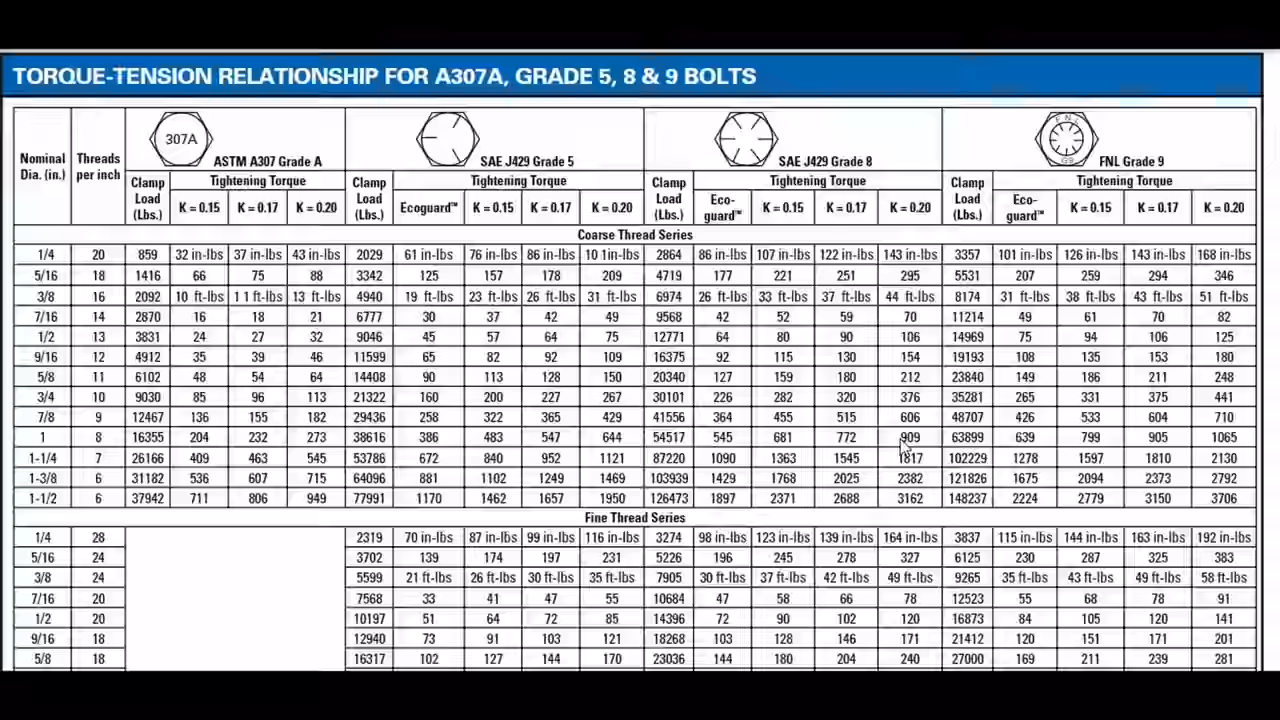 TORQUE-TENSION RELATIONSHIP FOR A307A, GRADE 5, 8 & 9 BOLTS
Nominal Dia. (in.) Threads per inch 307A ASTM A307 Grade A SAE J429 Grade 5 SAE J429 Grade 8 FNL G9 FNL Grade 9
Clamp Load (Lbs.) Tightening Torque Clamp Load (Lbs.) Tightening Torque Clamp Load (Lbs.) Tightening Torque Clamp Load (Lbs.) Tightening Torque
K = 0.15 K = 0.17 K = 0.20 Ecoguard™ K = 0.15 K = 0.17 K = 0.20 Eco-guard™ K = 0.15 K = 0.17 K = 0.20 Eco-guard™ K = 0.15 K = 0.17 K = 0.20
Coarse Thread Series
1/4 20 859 32 in-lbs 37 in-lbs 43 in-lbs 2029 61 in-lbs 76 in-lbs 86 in-lbs 10 1in-lbs 2864 86 in-lbs 107 in-lbs 122 in-lbs 143 in-lbs 3357 101 in-lbs 126 in-lbs 143 in-lbs 168 in-lbs
5/16 18 1416 66 75 88 3342 125 157 178 209 4719 177 221 251 295 5531 207 259 294 346
3/8 16 2092 10 ft-lbs 1 1 ft-lbs 13 ft-lbs 4940 19 ft-lbs 23 ft-lbs 26 ft-lbs 31 ft-lbs 6974 26 ft-lbs 33 ft-lbs 37 ft-lbs 44 ft-lbs 8174 31 ft-lbs 38 ft-lbs 43 ft-lbs 51 ft-lbs
7/16 14 2870 16 18 21 6777 30 37 42 49 9568 42 52 59 70 11214 49 61 70 82
1/2 13 3831 24 27 32 9046 45 57 64 75 12771 64 80 90 106 14969 75 94 106 125
9/16 12 4912 35 39 46 11599 65 82 92 109 16375 92 115 130 154 19193 108 135 153 180
5/8 11 6102 48 54 64 14408 90 113 128 150 20340 127 159 180 212 23840 149 186 211 248
3/4 10 9030 85 96 113 21322 160 200 227 267 30101 226 282 320 376 35281 265 331 375 441
7/8 9 12467 136 155 182 29436 258 322 365 429 41556 364 455 515 606 48707 426 533 604 710
1 8 16355 204 232 273 38616 386 483 547 644 54517 545 681 772 909 63899 639 799 905 1065
1-1/4 7 26166 409 463 545 53786 672 840 952 1121 87220 1090 1363 1545 1817 102229 1278 1597 1810 2130
1-3/8 6 31182 536 607 715 64096 881 1102 1249 1469 103939 1429 1768 2025 2382 121826 1675 2094 2373 2792
1-1/2 6 37942 711 806 949 77991 1170 1462 1657 1950 126473 1897 2371 2688 3162 148237 2224 2779 3150 3706
Fine Thread Series
1/4 28 2319 70 in-lbs 87 in-lbs 99 in-lbs 116 in-lbs 3274 98 in-lbs 123 in-lbs 139 in-lbs 164 in-lbs 3837 115 in-lbs 144 in-lbs 163 in-lbs 192 in-lbs
5/16 24 3702 139 174 197 231 5226 196 245 278 327 6125 230 287 325 383
3/8 24 5599 21 ft-lbs 26 ft-lbs 30 ft-lbs 35 ft-lbs 7905 30 ft-lbs 37 ft-lbs 42 ft-lbs 49 ft-lbs 9265 35 ft-lbs 43 ft-lbs 49 ft-lbs 58 ft-lbs
7/16 20 7568 33 41 47 55 10684 47 58 66 78 12523 55 68 78 91
1/2 20 10197 51 64 72 85 14396 72 90 102 120 16873 84 105 120 141
9/16 18 12940 73 91 103 121 18268 103 128 146 171 21412 120 151 171 201
5/8 18 16317 102 127 144 170 23036 144 180 204 240 27000 169 211 239 281